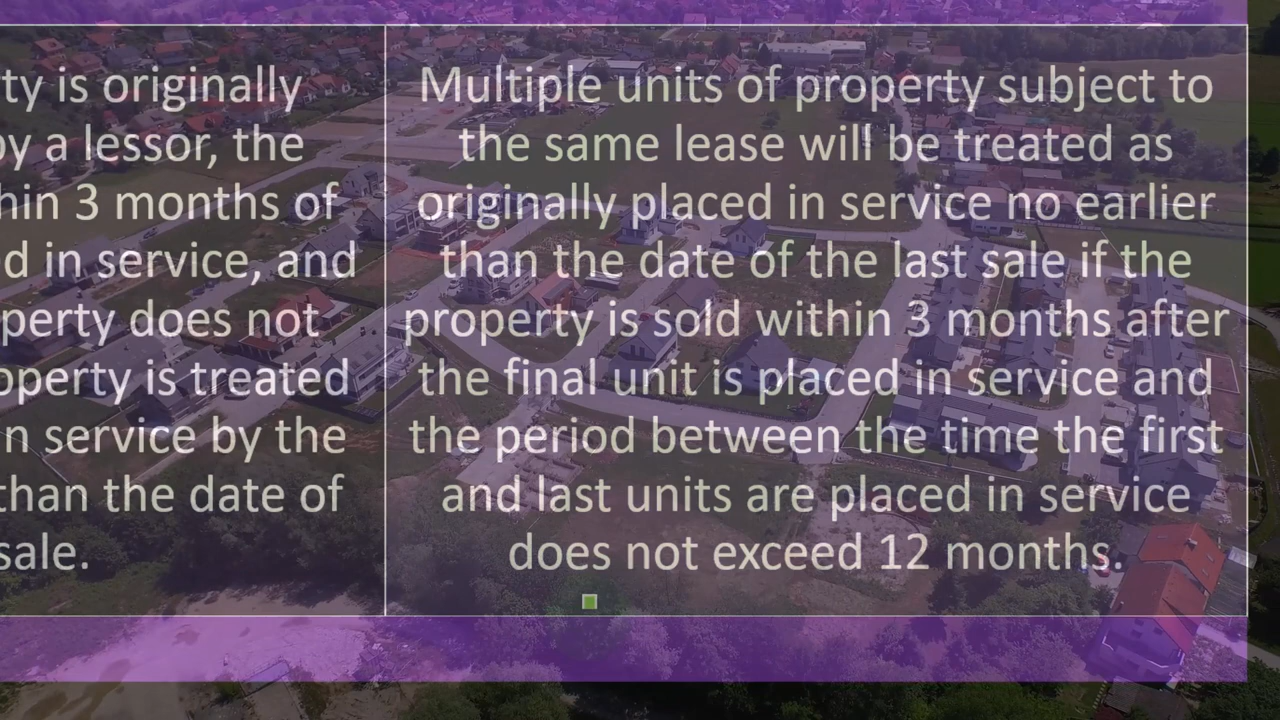 ty is originally
by a lessor, the
hin 3 months of
d in service, and
perty does not
operty is treated
n service by the
than the date of
sale.
Multiple units of property subject to
the same lease will be treated as
originally placed in service no earlier
than the date of the last sale if the
property is sold within 3 months after
the final unit is placed in service and
the period between the time the first
and last units are placed in service
does not exceed 12 months.